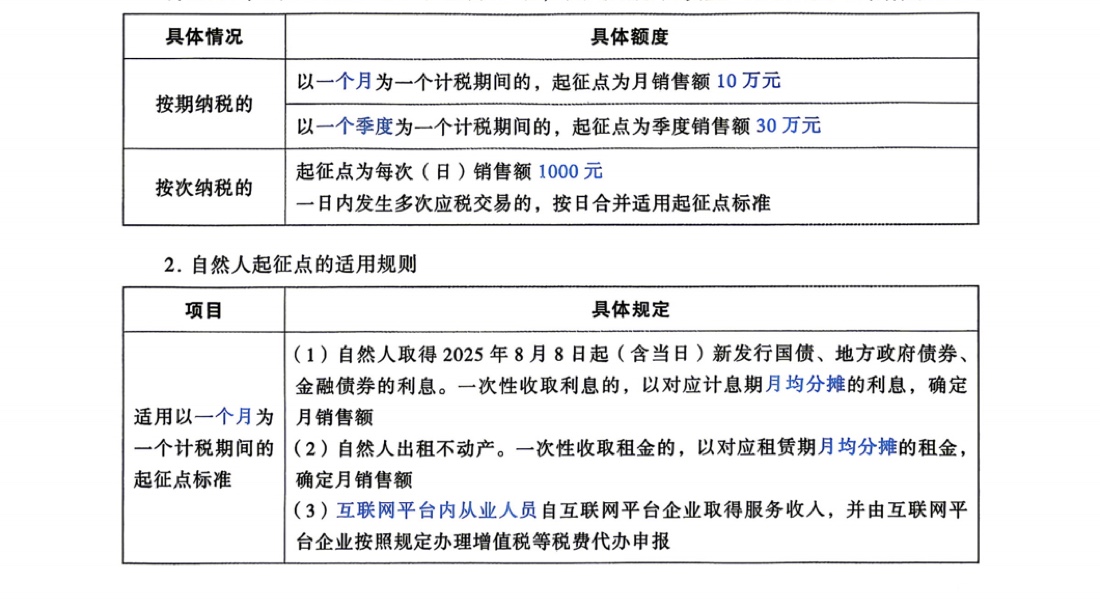 具体情况
具体额度
按期纳税的
以一个月为一个计税期间的，起征点为月销售额 10 万元
以一个季度为一个计税期间的，起征点为季度销售额 30 万元
按次纳税的
起征点为每次（日）销售额 1000 元
一日内发生多次应税交易的，按日合并适用起征点标准
2. 自然人起征点的适用规则
项目
具体规定
适用以一个月为
一个计税期间的
起征点标准
（1）自然人取得 2025 年 8 月 8 日起（含当日）新发行国债、地方政府债券、
金融债券的利息。一次性收取利息的，以对应计息期月均分摊的利息，确定
月销售额
（2）自然人出租不动产。一次性收取租金的，以对应租赁期月均分摊的租金，
确定月销售额
（3）互联网平台内从业人员自互联网平台企业取得服务收入，并由互联网平
台企业按照规定办理增值税等税费代办申报